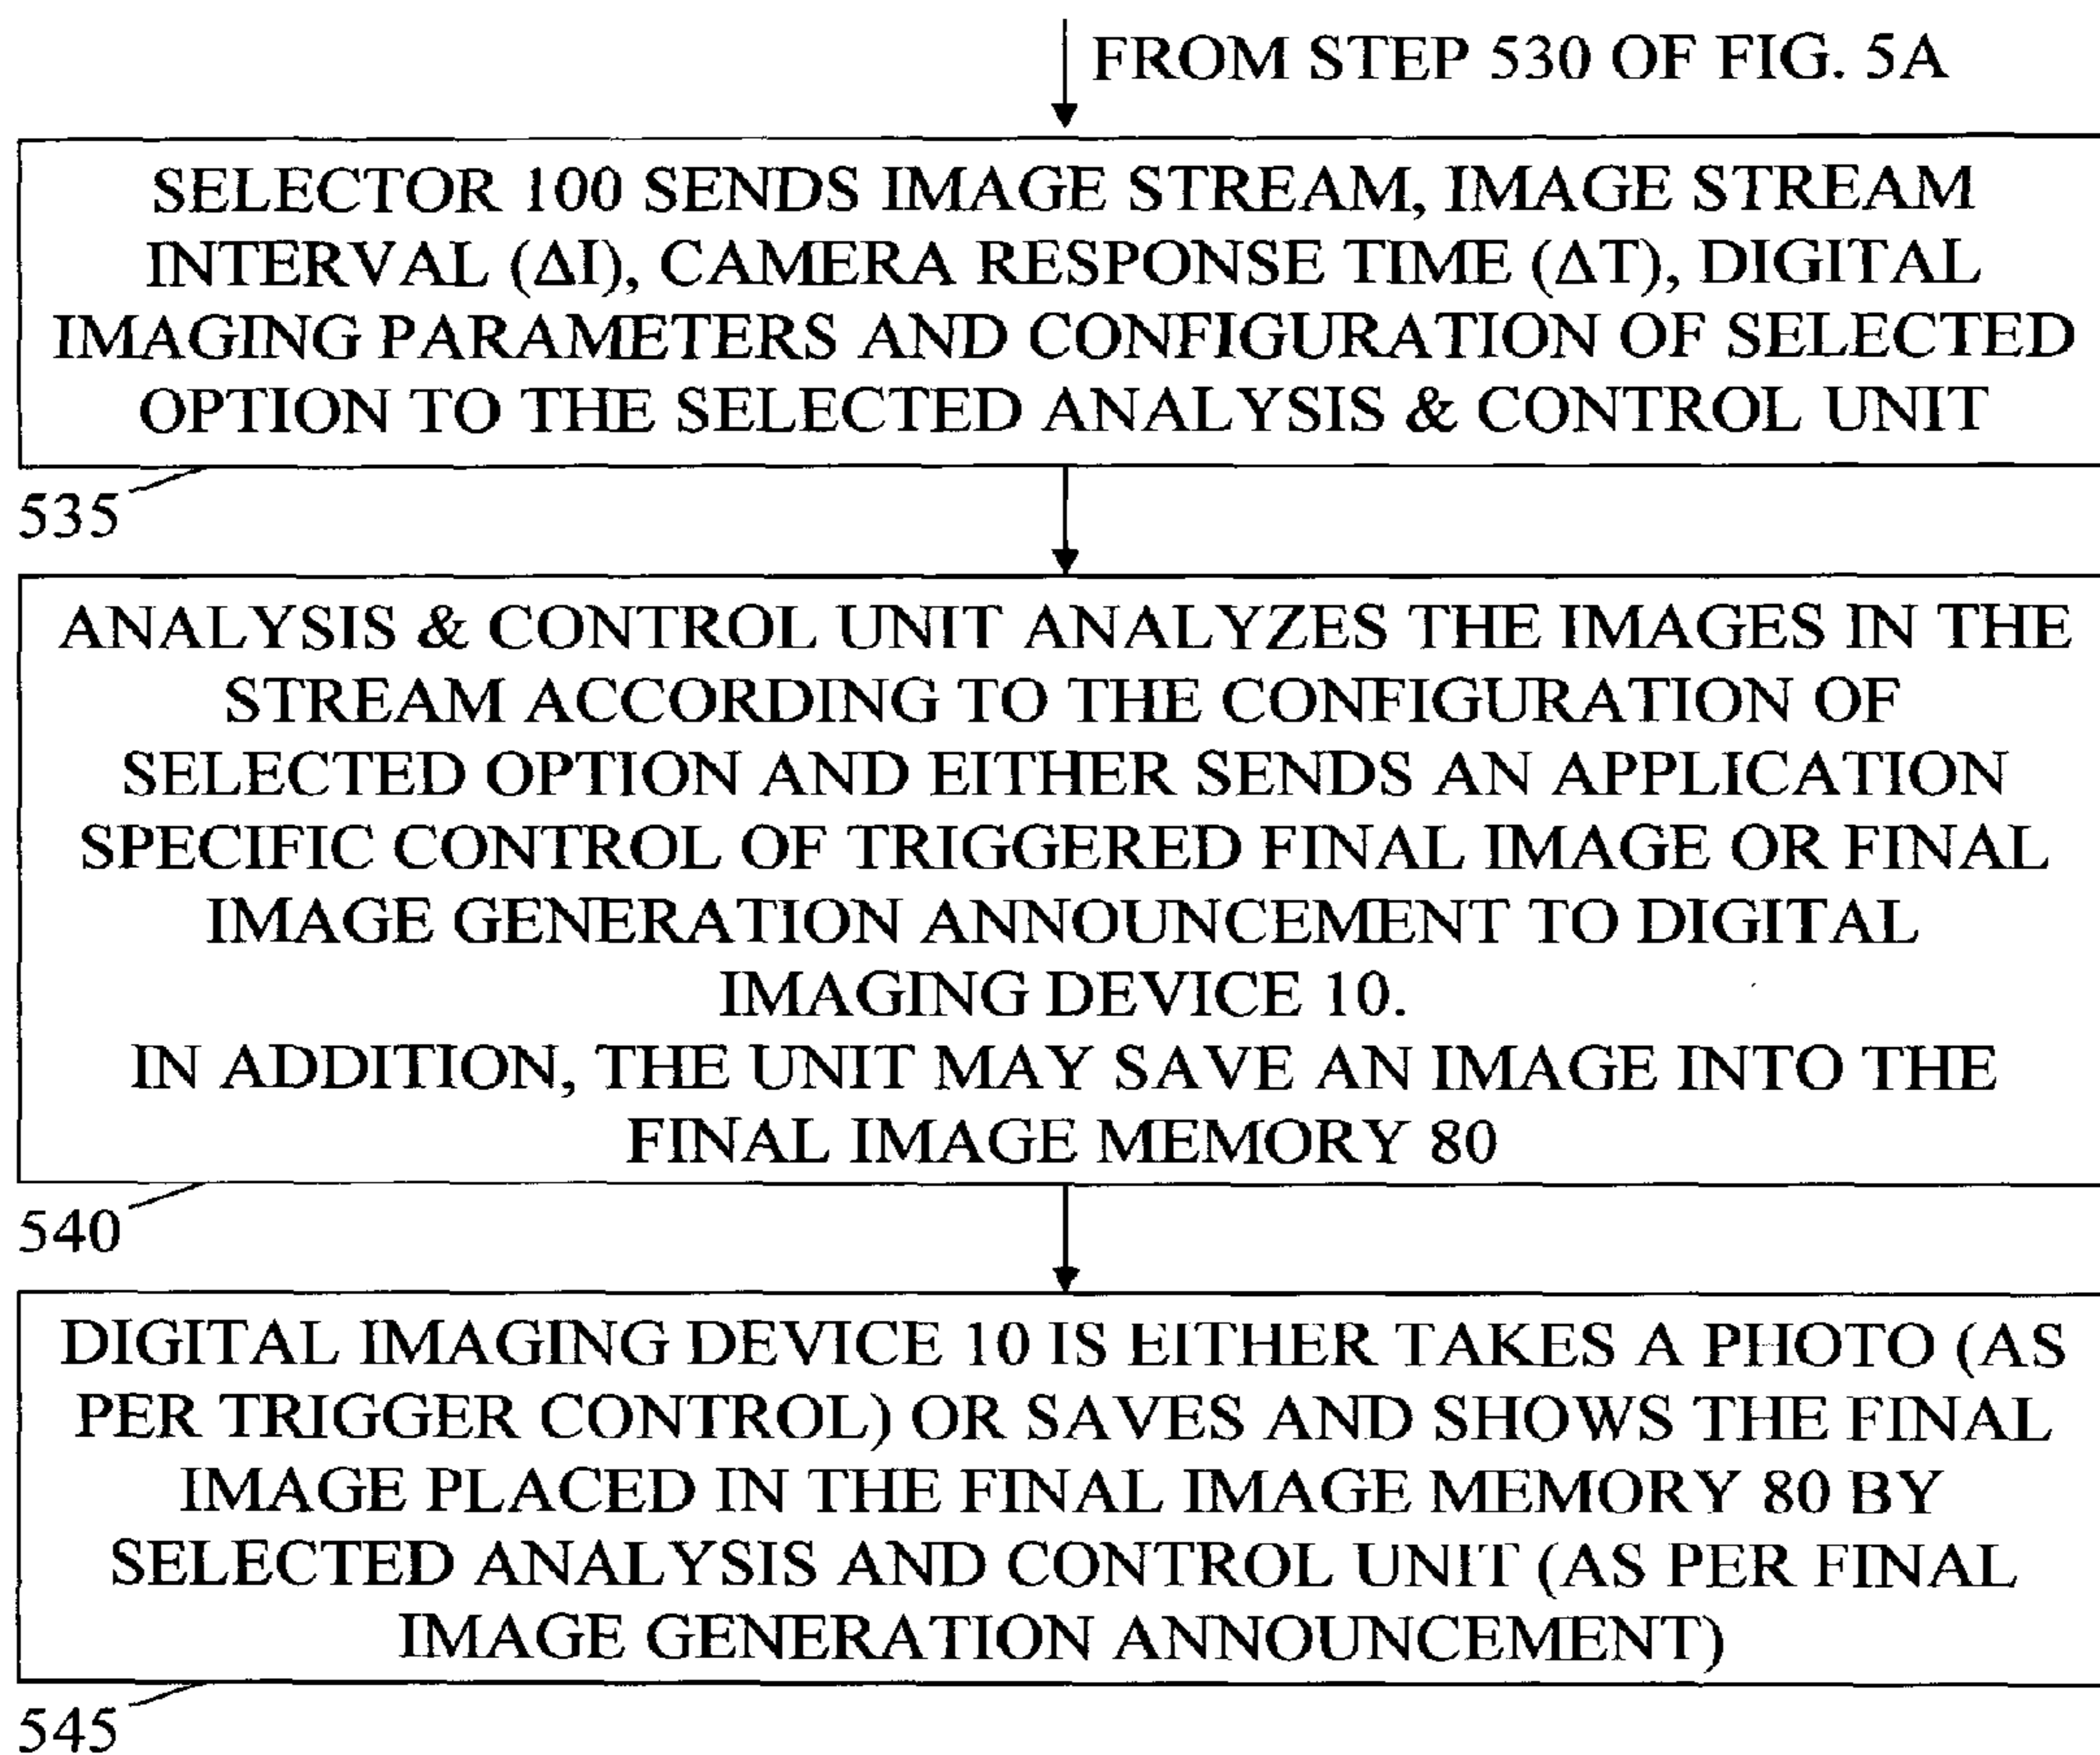 FROM STEP 530 OF FIG. 5A
SELECTOR 100 SENDS IMAGE STREAM, IMAGE STREAM
INTERVAL (ΔI), CAMERA RESPONSE TIME (ΔT), DIGITAL
IMAGING PARAMETERS AND CONFIGURATION OF SELECTED
OPTION TO THE SELECTED ANALYSIS & CONTROL UNIT
535
ANALYSIS & CONTROL UNIT ANALYZES THE IMAGES IN THE
STREAM ACCORDING TO THE CONFIGURATION OF
SELECTED OPTION AND EITHER SENDS AN APPLICATION
SPECIFIC CONTROL OF TRIGGERED FINAL IMAGE OR FINAL
IMAGE GENERATION ANNOUNCEMENT TO DIGITAL
IMAGING DEVICE 10.
IN ADDITION, THE UNIT MAY SAVE AN IMAGE INTO THE
FINAL IMAGE MEMORY 80
540
DIGITAL IMAGING DEVICE 10 IS EITHER TAKES A PHOTO (AS
PER TRIGGER CONTROL) OR SAVES AND SHOWS THE FINAL
IMAGE PLACED IN THE FINAL IMAGE MEMORY 80 BY
SELECTED ANALYSIS AND CONTROL UNIT (AS PER FINAL
IMAGE GENERATION ANNOUNCEMENT)
545